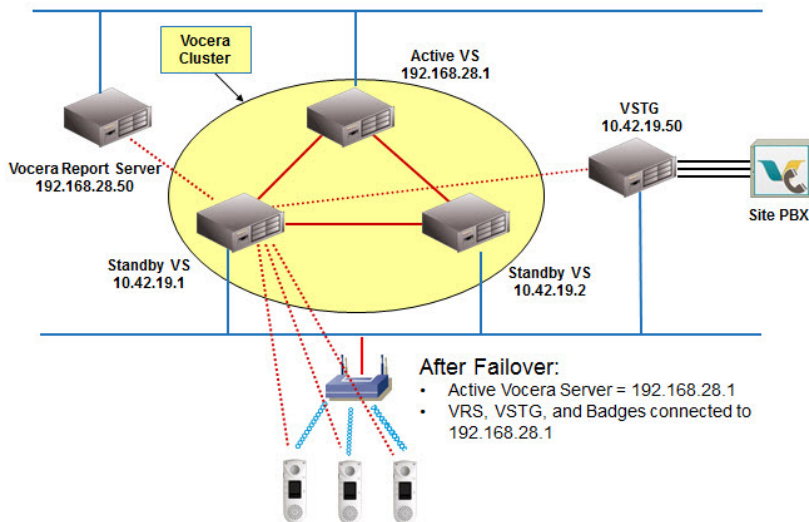 Vocera
Cluster
Active VS
192.168.28.1
VSTG
10.42.19.50
Vocera Report Server
192.168.28.50
Site PBX
Standby VS
10.42.19.1
Standby VS
10.42.19.2
After Failover:
• Active Vocera Server = 192.168.28.1
• VRS, VSTG, and Badges connected to
192.168.28.1